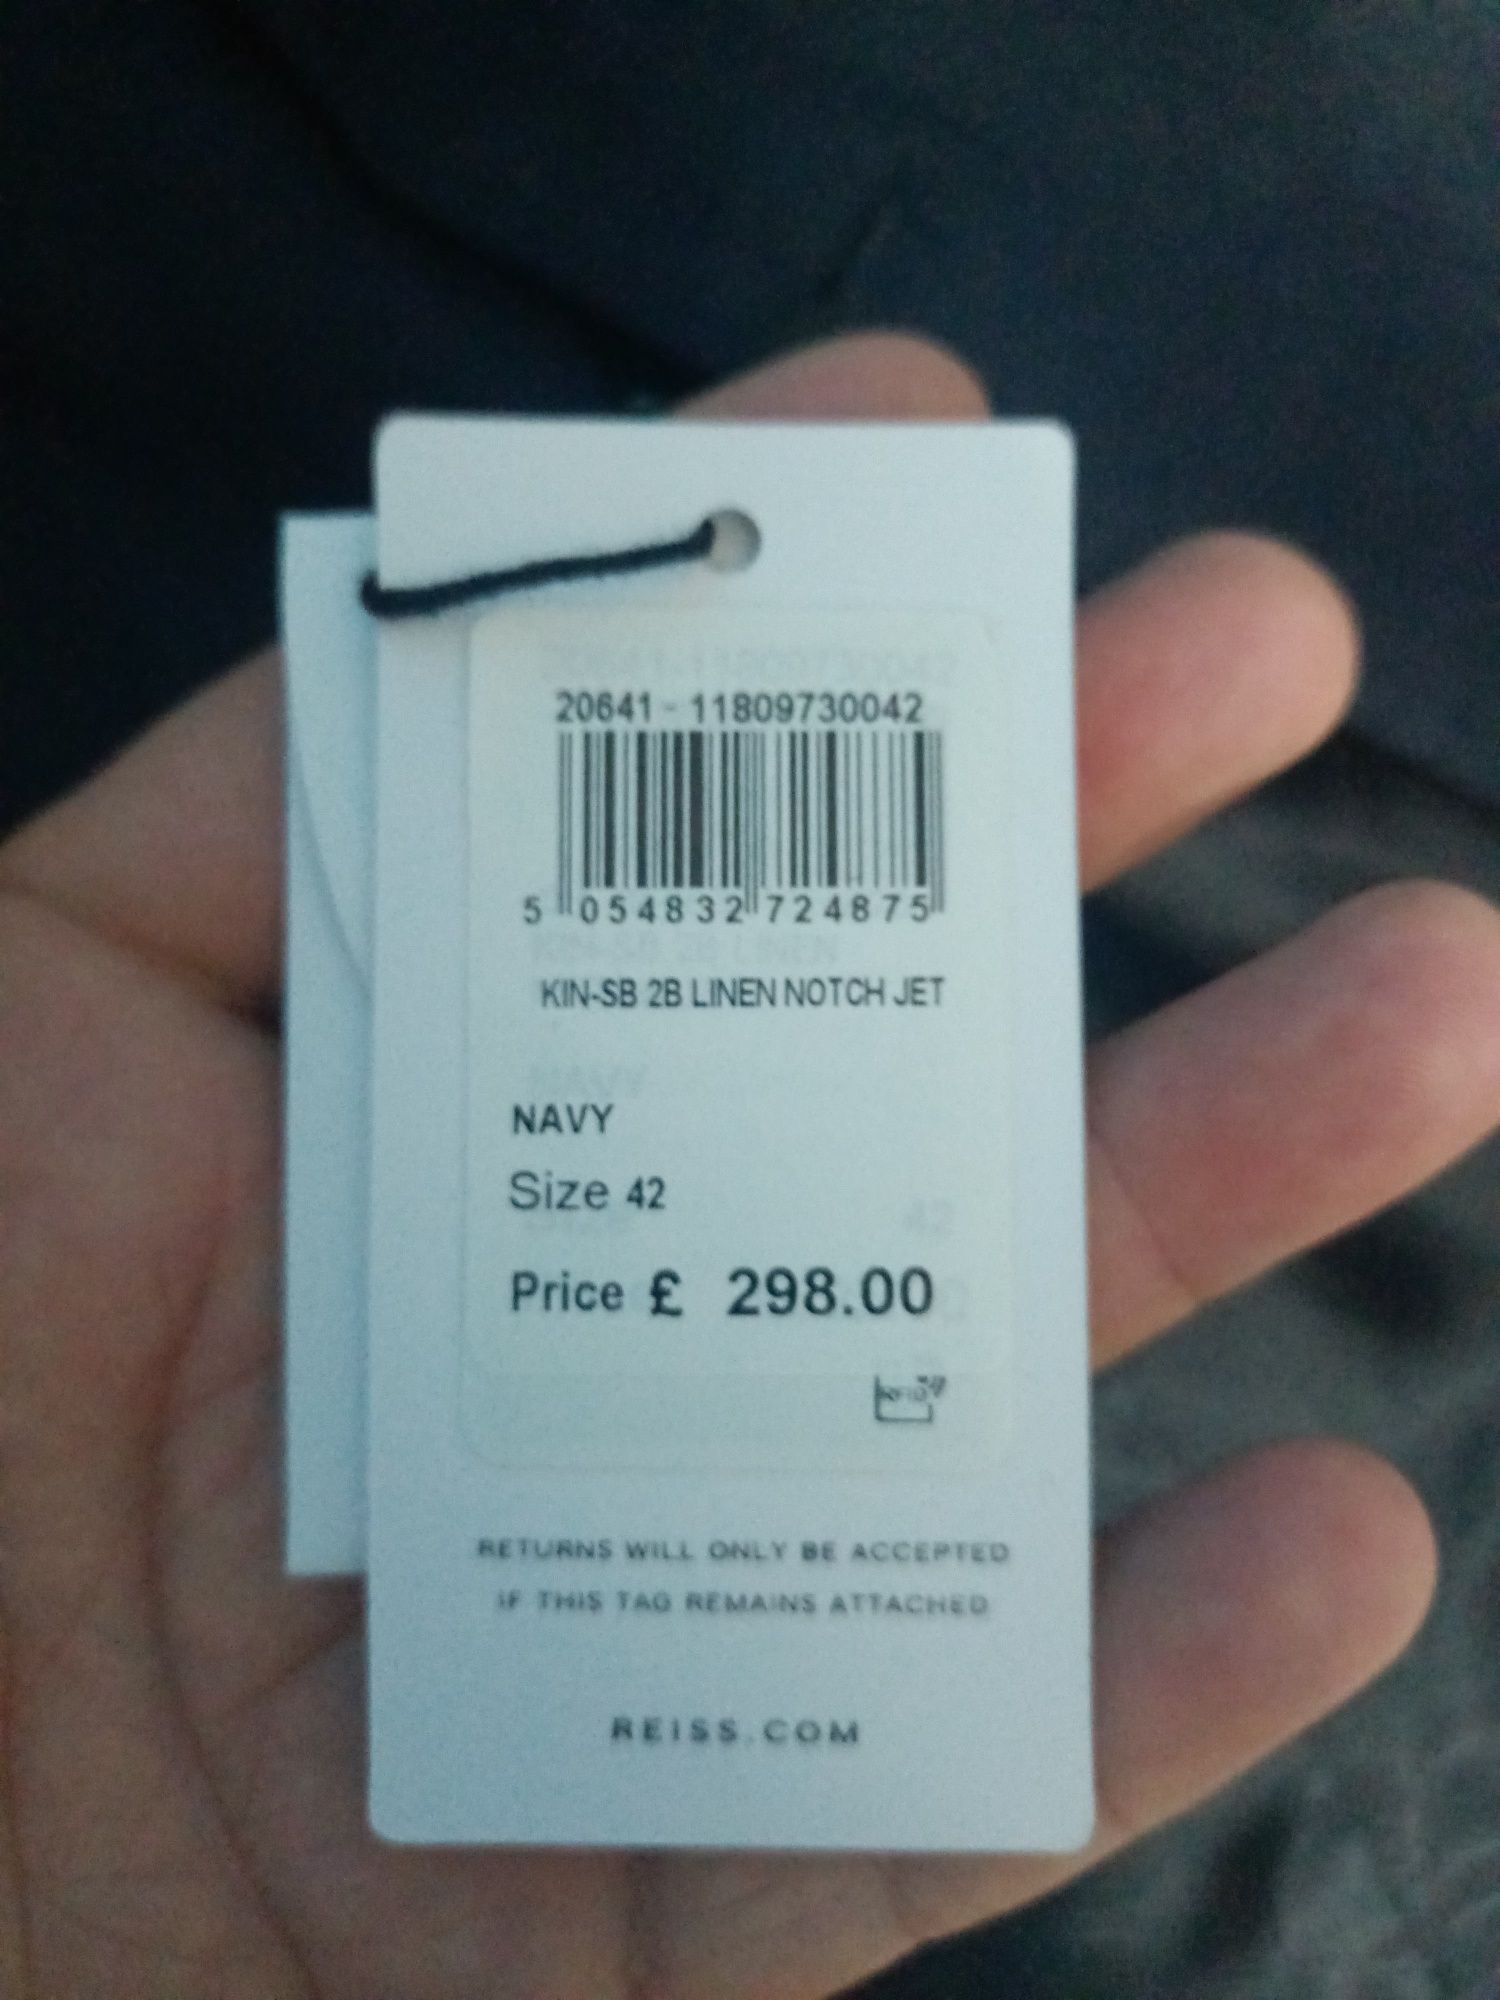 20641 - 11809730042
5 054832 724875
KIN-SB 2B LINEN NOTCH JET
NAVY
Size 42
Price £ 298.00
RETURNS WILL ONLY BE ACCEPTED
IF THIS TAG REMAINS ATTACHED
REISS.COM